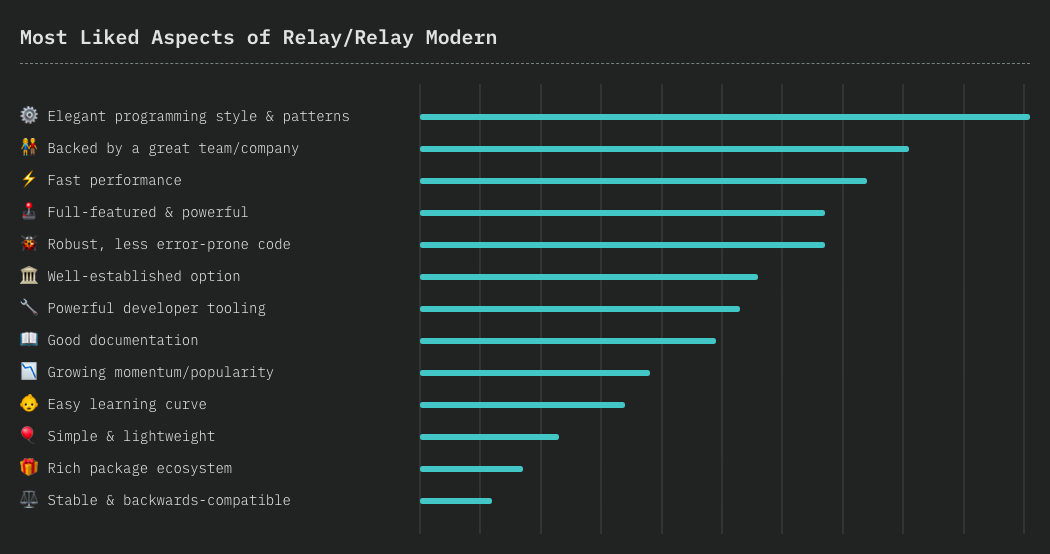 Most Liked Aspects of Relay/Relay Modern
Elegant programming style & patterns
Backed by a great team/company
Fast performance
Full-featured & powerful
Robust, less error-prone code
Well-established option
Powerful developer tooling
Good documentation
Growing momentum/popularity
Easy learning curve
Simple & lightweight
Rich package ecosystem
Stable & backwards-compatible